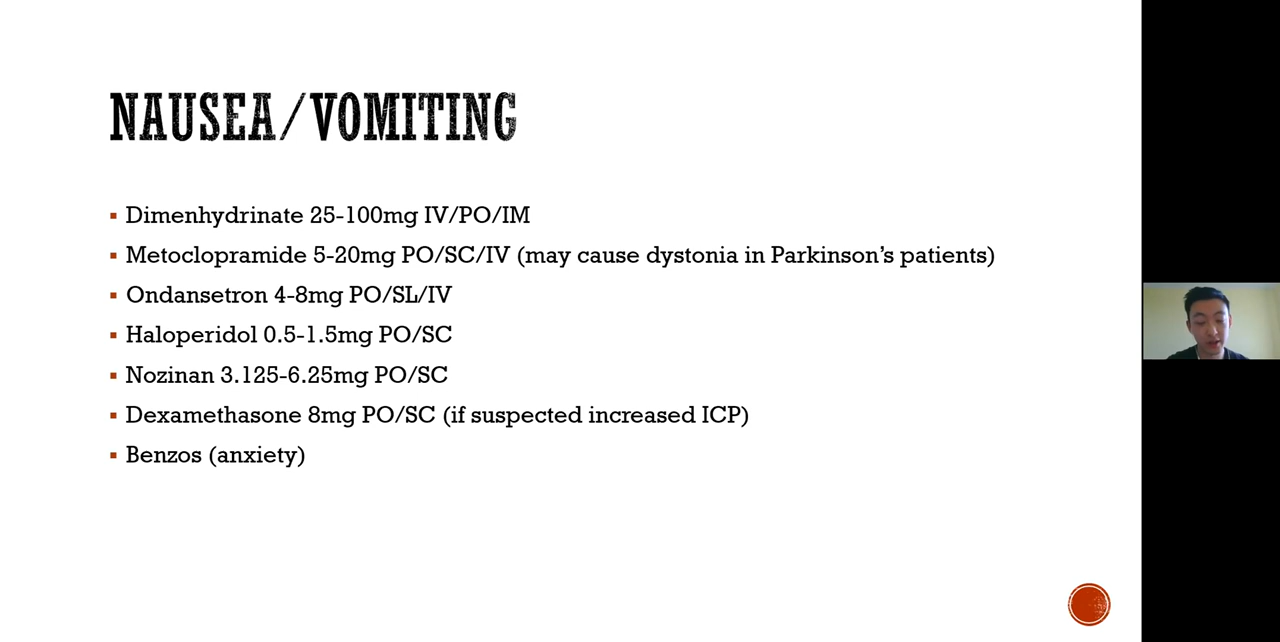 NAUSEA/VOMITING
Dimenhydrinate 25-100mg IV/PO/IM
Metoclopramide 5-20mg PO/SC/IV (may cause dystonia in Parkinson’s patients)
Ondansetron 4-8mg PO/SL/IV
Haloperidol 0.5-1.5mg PO/SC
Nozinan 3.125-6.25mg PO/SC
Dexamethasone 8mg PO/SC (if suspected increased ICP)
Benzos (anxiety)